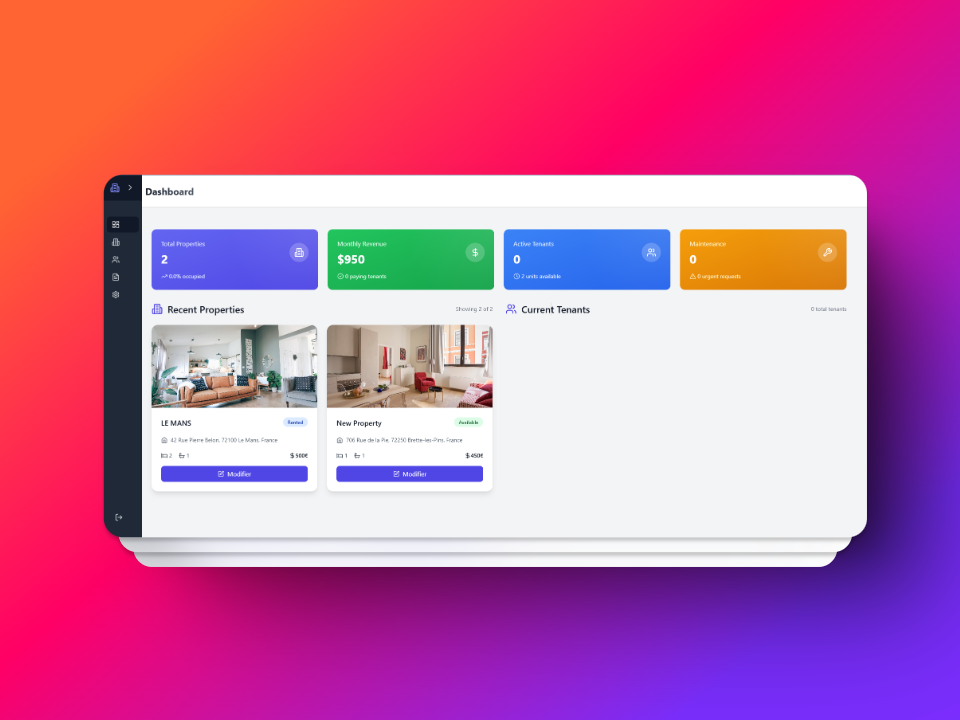 Dashboard
Total Properties
2
0.0% occupied
Monthly Revenue
$950
0 paying tenants
Active Tenants
0
2 units available
Maintenance
0
0 urgent requests
Recent Properties
Showing 2 of 2
Current Tenants
0 total tenants
LE MANS
Rented
42 Rue Pierre Belon, 72100 Le Mans, France
2 1 $ 500€
Modifier
New Property
Available
706 Rue de la Pie, 72250 Brette-les-Pins, France
1 1 $ 450€
Modifier